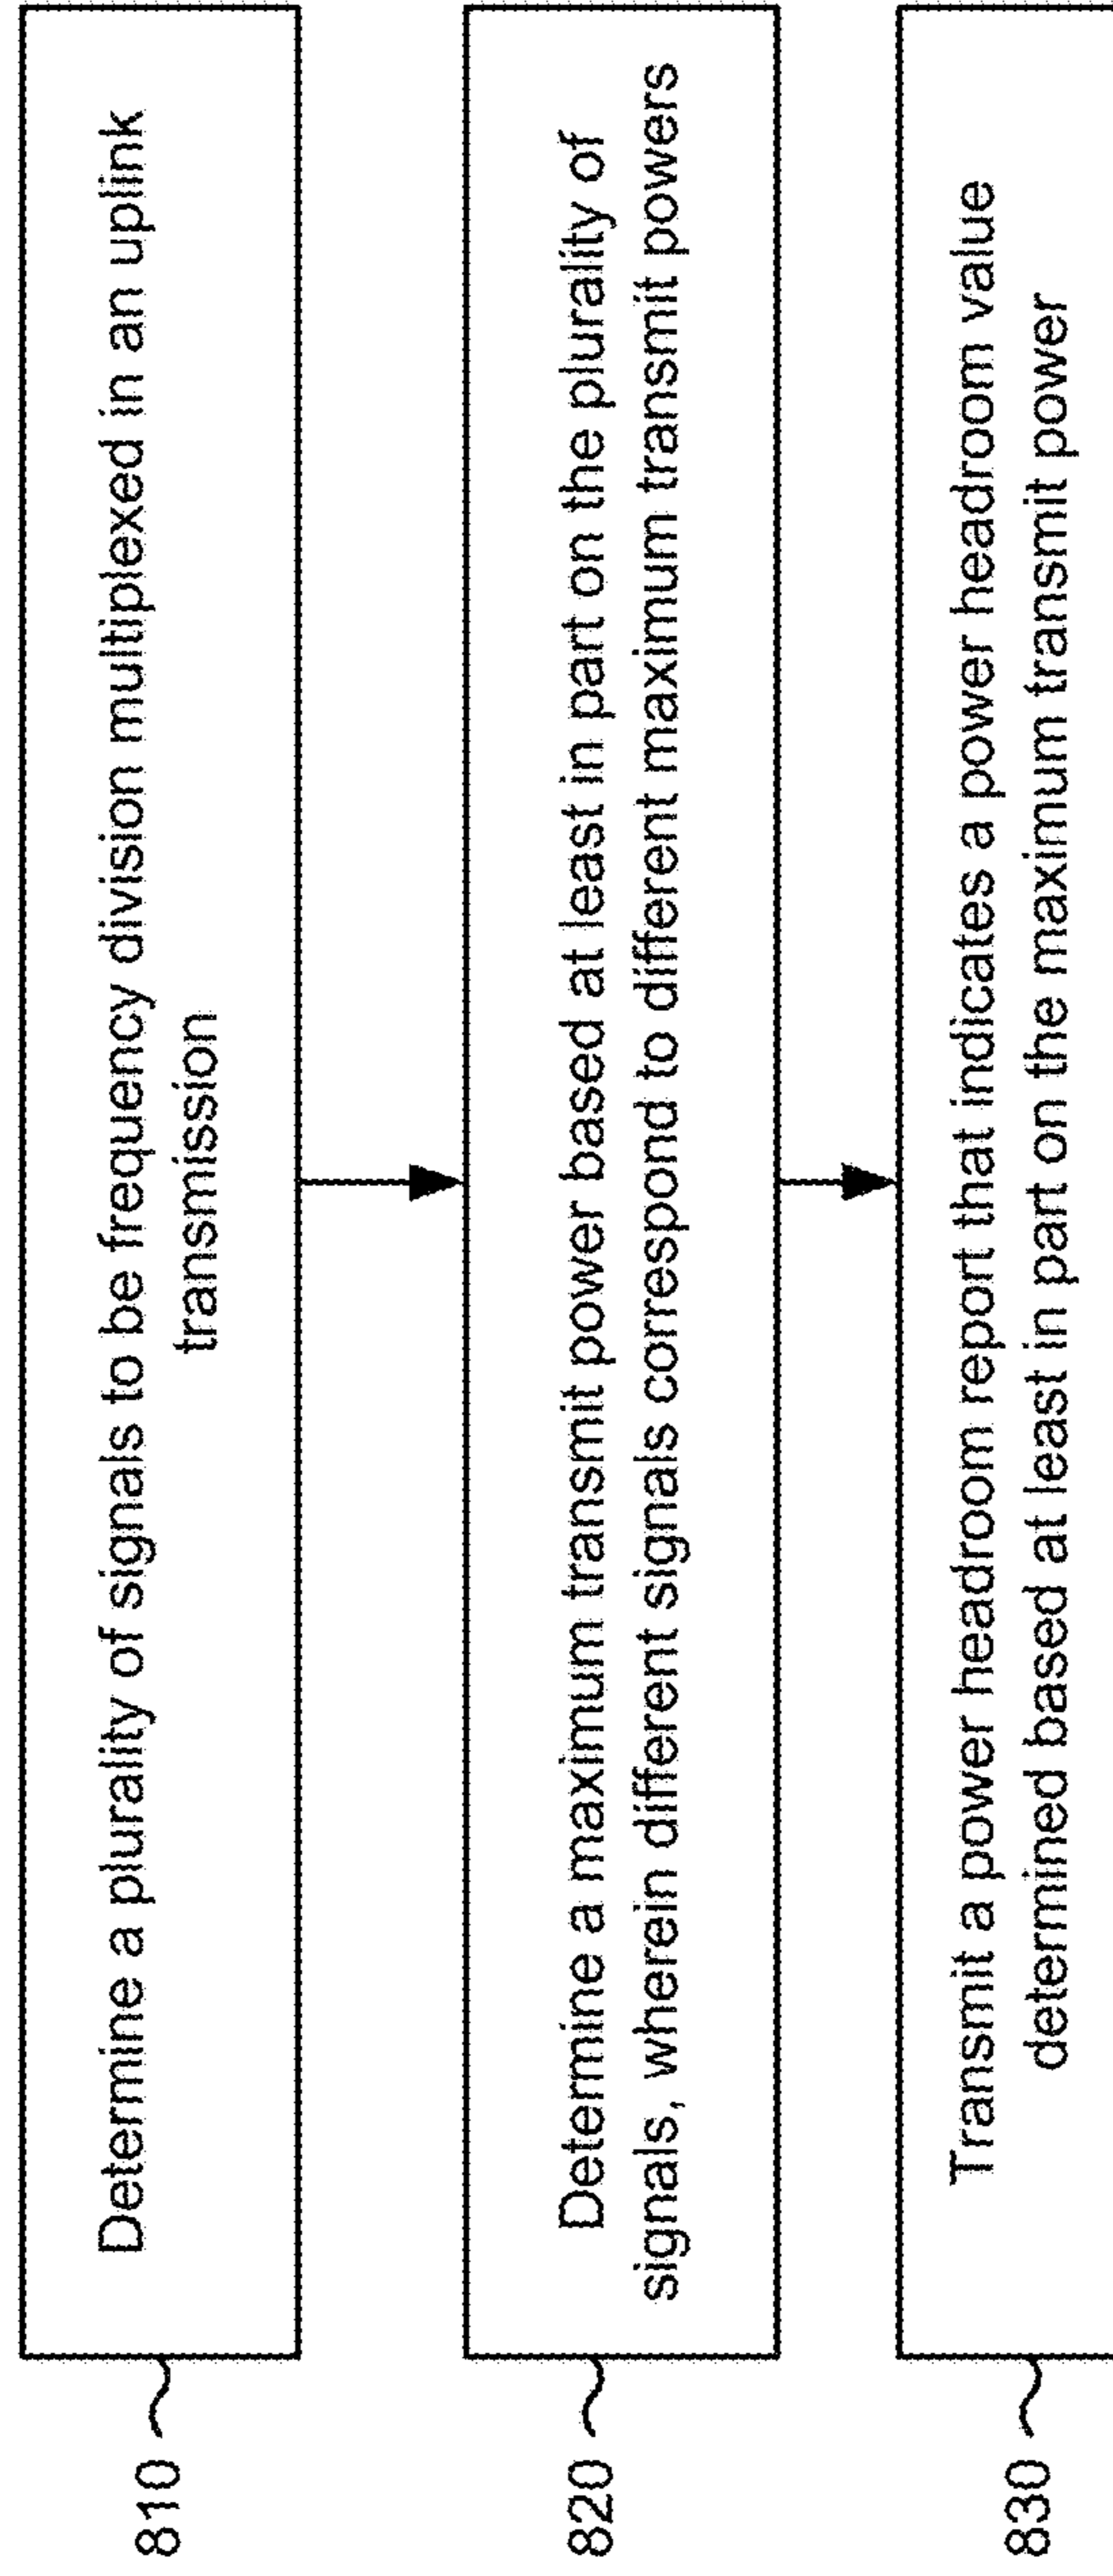 810
Determine a plurality of signals to be frequency division multiplexed in an uplink
transmission
820
Determine a maximum transmit power based at least in part on the plurality of
signals, wherein different signals correspond to different maximum transmit powers
830
Transmit a power headroom report that indicates a power headroom value
determined based at least in part on the maximum transmit power